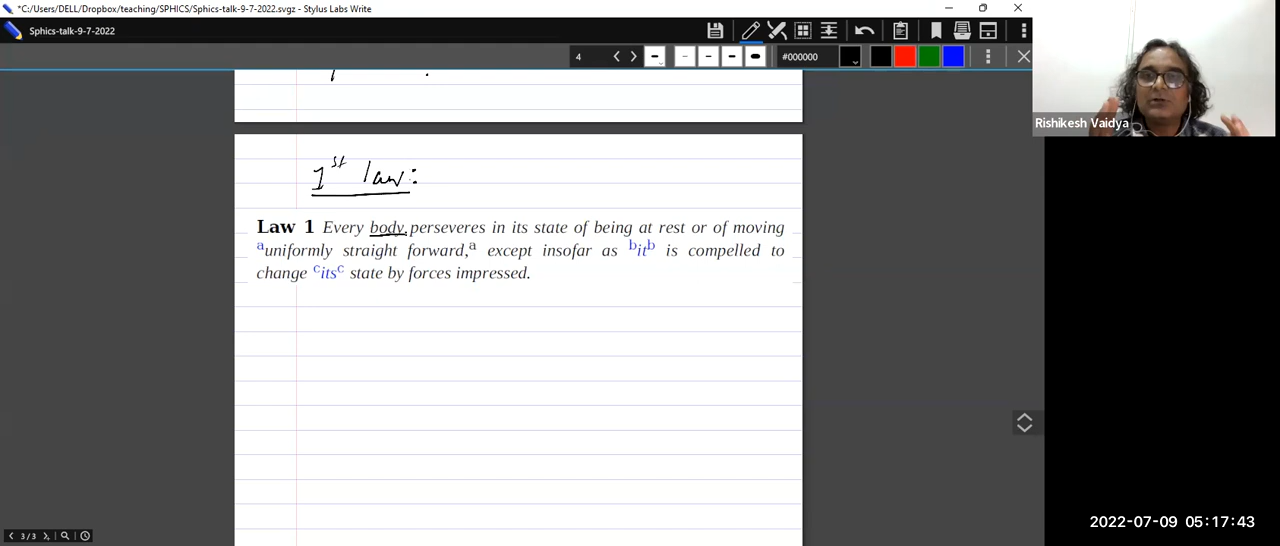 *C:/Users/DELL/Dropbox/teaching/SPHICS/Sphics-talk-9-7-2022.svgz - Stylus Labs Write
Sphics-talk-9-7-2022
4
#000000
Rishikesh Vaidya
1st law:
Law 1 Every body perseveres in its state of being at rest or of moving
auniformly straight forward,a except insofar as bitb is compelled to
change citsc state by forces impressed.
3/3
2022-07-09 05:17:43